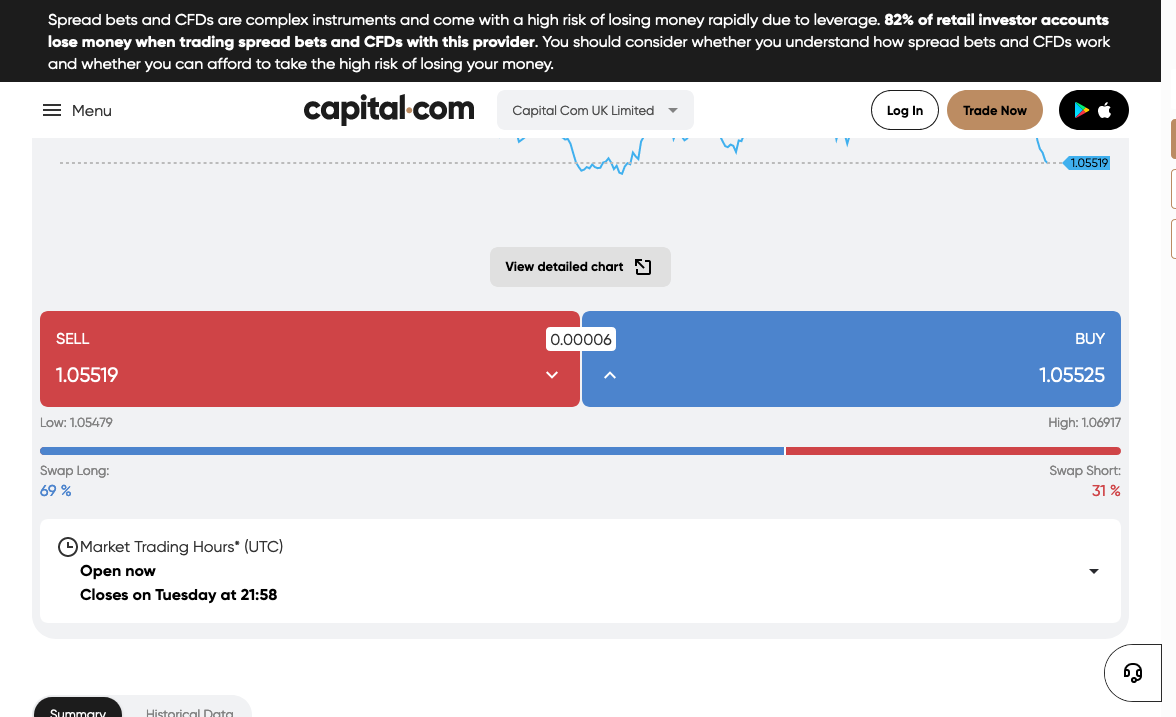 Spread bets and CFDs are complex instruments and come with a high risk of losing money rapidly due to leverage. 82% of retail investor accounts
lose money when trading spread bets and CFDs with this provider. You should consider whether you understand how spread bets and CFDs work
and whether you can afford to take the high risk of losing your money.
Menu
capital.com
Capital Com UK Limited
Log In
Trade Now
1.05519
View detailed chart
SELL
0.00006
BUY
1.05519
1.05525
Low: 1.05479
High: 1.06917
Swap Long:
Swap Short:
69 %
31 %
Market Trading Hours* (UTC)
Open now
Closes on Tuesday at 21:58
Summary
Historical Data